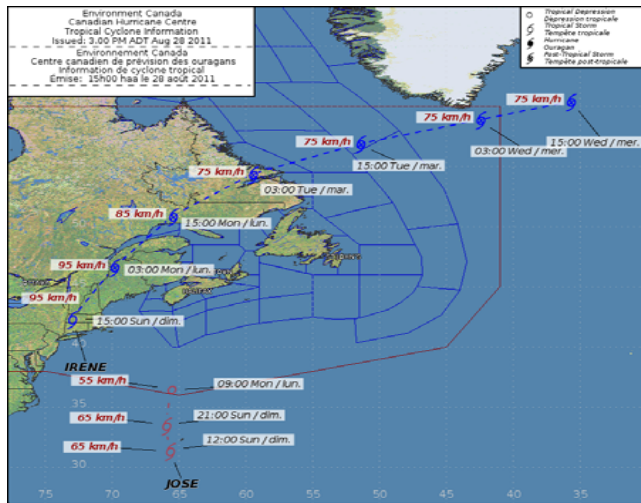 Environment Canada
Canadian Hurricane Centre
Tropical Cyclone Information
Issued: 3.00 PM ADT Aug 28 2011
Environnement Canada
Centre canadien de prévision des ouragans
Information de cyclone tropical
Émise: 15h00 haa le 28 août 2011
Tropical Depression
Dépression tropicale
Tropical Storm
Tempête tropicale
Hurricane
Ouragan
Post-Tropical Storm
Tempête post-tropicale
75 km/h
15:00 Wed / mer.
75 km/h
03:00 Wed / mer.
75 km/h
15:00 Tue / mar.
75 km/h
03:00 Tue / mar.
85 km/h
15:00 Mon / lun.
95 km/h
03:00 Mon / lun.
95 km/h
15:00 Sun / dim.
HALIFAX
IRENE
55 km/h
09:00 Mon / lun.
65 km/h
21:00 Sun / dim.
65 km/h
12:00 Sun / dim.
JOSE
40
35
30
75
70
65
60
55
50
45
40
35